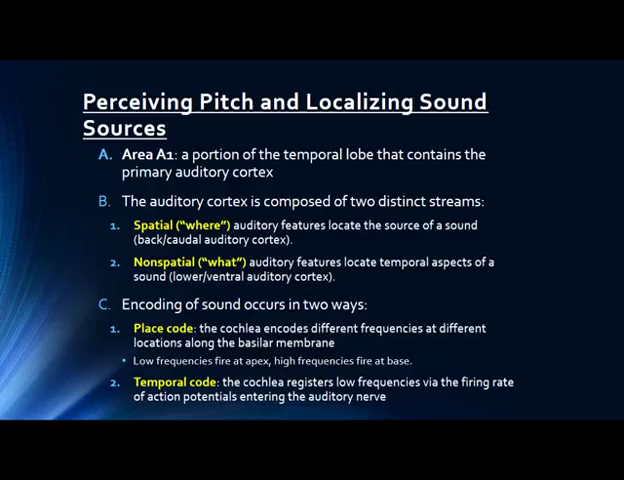 Perceiving Pitch and Localizing Sound
Sources
A. Area A1: a portion of the temporal lobe that contains the
primary auditory cortex
B. The auditory cortex is composed of two distinct streams:
1. Spatial (“where”) auditory features locate the source of a sound
(back/caudal auditory cortex).
2. Nonspatial (“what”) auditory features locate temporal aspects of a
sound (lower/ventral auditory cortex).
C. Encoding of sound occurs in two ways:
1. Place code: the cochlea encodes different frequencies at different
locations along the basilar membrane
• Low frequencies fire at apex, high frequencies fire at base.
2. Temporal code: the cochlea registers low frequencies via the firing rate
of action potentials entering the auditory nerve